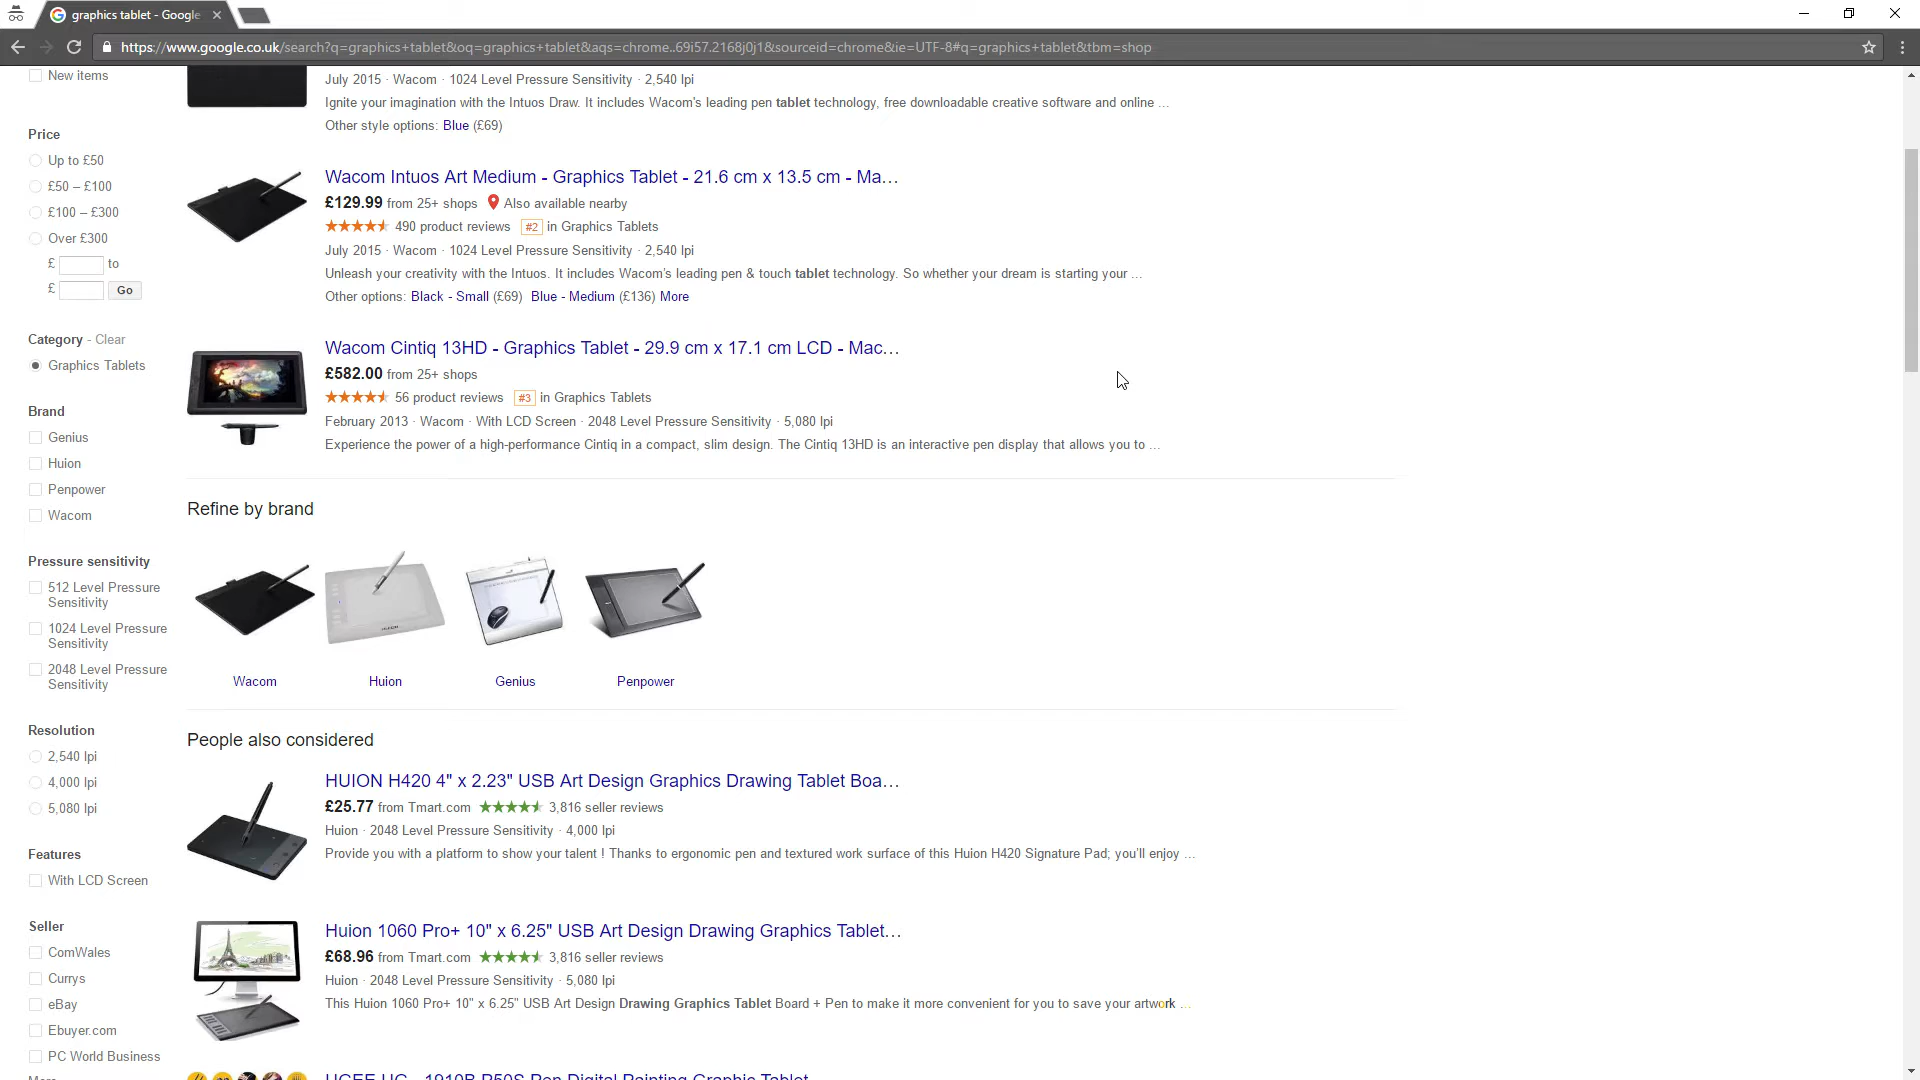 graphics tablet - Google
https://www.google.co.uk/search?q=graphics+tablet&oq=graphics+tablet&aqs=chrome..69i57.2168j0j1&sourceid=chrome&ie=UTF-8#q=graphics+tablet&tbm=shop
New items
Price
Up to £50
£50 – £100
£100 – £300
Over £300
£ to
£ Go
Category - Clear
Graphics Tablets
Brand
Genius
Huion
Penpower
Wacom
Pressure sensitivity
512 Level Pressure
Sensitivity
1024 Level Pressure
Sensitivity
2048 Level Pressure
Sensitivity
Resolution
2,540 lpi
4,000 lpi
5,080 lpi
Features
With LCD Screen
Seller
ComWales
Currys
eBay
Ebuyer.com
PC World Business
July 2015 · Wacom · 1024 Level Pressure Sensitivity · 2,540 lpi
Ignite your imagination with the Intuos Draw. It includes Wacom's leading pen tablet technology, free downloadable creative software and online ...
Other style options: Blue (£69)
Wacom Intuos Art Medium - Graphics Tablet - 21.6 cm x 13.5 cm - Ma...
£129.99 from 25+ shops Also available nearby
490 product reviews #2 in Graphics Tablets
July 2015 · Wacom · 1024 Level Pressure Sensitivity · 2,540 lpi
Unleash your creativity with the Intuos. It includes Wacom's leading pen & touch tablet technology. So whether your dream is starting your ...
Other options: Black - Small (£69) Blue - Medium (£136) More
Wacom Cintiq 13HD - Graphics Tablet - 29.9 cm x 17.1 cm LCD - Mac...
£582.00 from 25+ shops
56 product reviews #3 in Graphics Tablets
February 2013 · Wacom · With LCD Screen · 2048 Level Pressure Sensitivity · 5,080 lpi
Experience the power of a high-performance Cintiq in a compact, slim design. The Cintiq 13HD is an interactive pen display that allows you to ...
Refine by brand
HUION
Wacom Huion Genius Penpower
People also considered
HUION H420 4" x 2.23" USB Art Design Graphics Drawing Tablet Boa...
£25.77 from Tmart.com 3,816 seller reviews
Huion · 2048 Level Pressure Sensitivity · 4,000 lpi
Provide you with a platform to show your talent ! Thanks to ergonomic pen and textured work surface of this Huion H420 Signature Pad; you'll enjoy ...
Huion 1060 Pro+ 10" x 6.25" USB Art Design Drawing Graphics Tablet...
£68.96 from Tmart.com 3,816 seller reviews
Huion · 2048 Level Pressure Sensitivity · 5,080 lpi
This Huion 1060 Pro+ 10" x 6.25" USB Art Design Drawing Graphics Tablet Board + Pen to make it more convenient for you to save your artwork ...
UGEE UG - 1910B P50S Pen Digital Painting Graphic Tablet